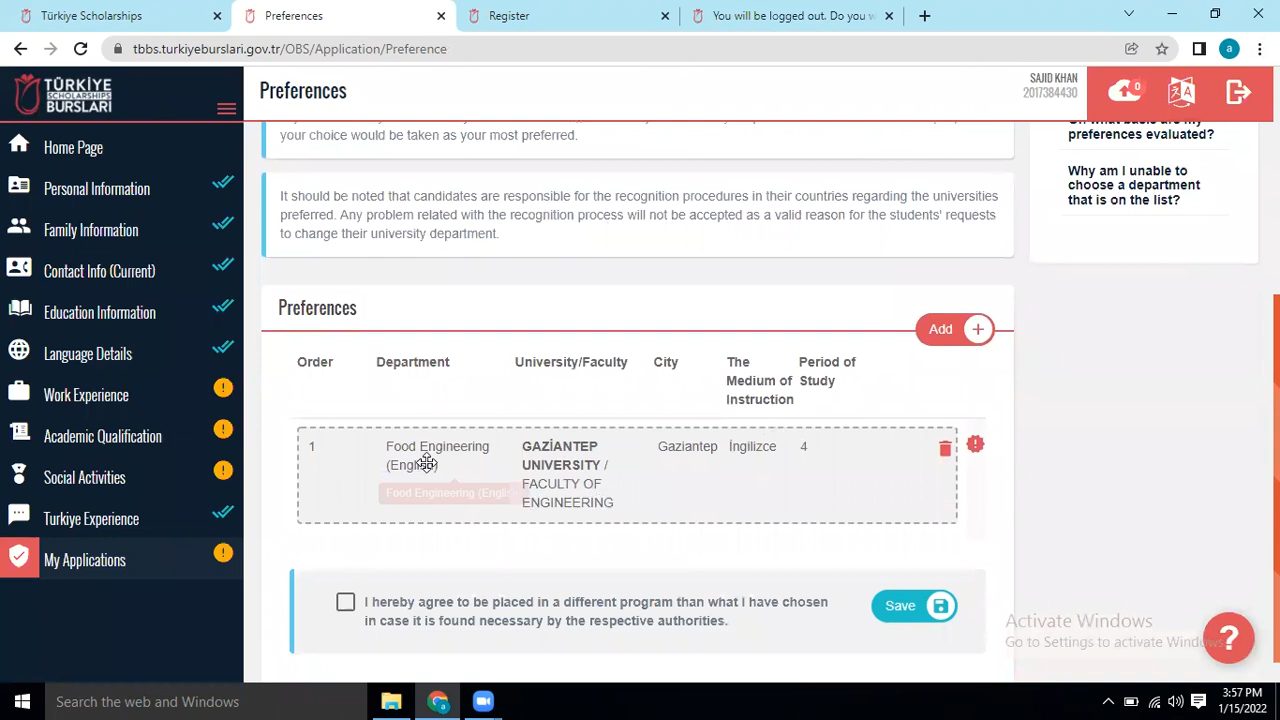 Türkiye Scholarships
Preferences
Register
You will be logged out. Do you w
tbbs.turkiyeburslari.gov.tr/OBS/Application/Preference
TÜRKİYE
SCHOLARSHIPS
BURSLARI
Preferences
SAJID KHAN
2017384430
0
Home Page
Personal Information
Family Information
Contact Info (Current)
Education Information
Language Details
Work Experience
Academic Qualification
Social Activities
Turkiye Experience
My Applications
your choice would be taken as your most preferred.
It should be noted that candidates are responsible for the recognition procedures in their countries regarding the universities
preferred. Any problem related with the recognition process will not be accepted as a valid reason for the students' requests
to change their university department.
preferences evaluated?
Why am I unable to
choose a department
that is on the list?
Preferences
Add
Order Department University/Faculty City The Medium of Instruction Period of Study
1 Food Engineering (English) GAZİANTEP UNIVERSITY / FACULTY OF ENGINEERING Gaziantep İngilizce 4
Food Engineering (Englis
I hereby agree to be placed in a different program than what I have chosen
in case it is found necessary by the respective authorities.
Save
Activate Windows
Go to Settings to activate Windows.
Search the web and Windows
3:57 PM
1/15/2022